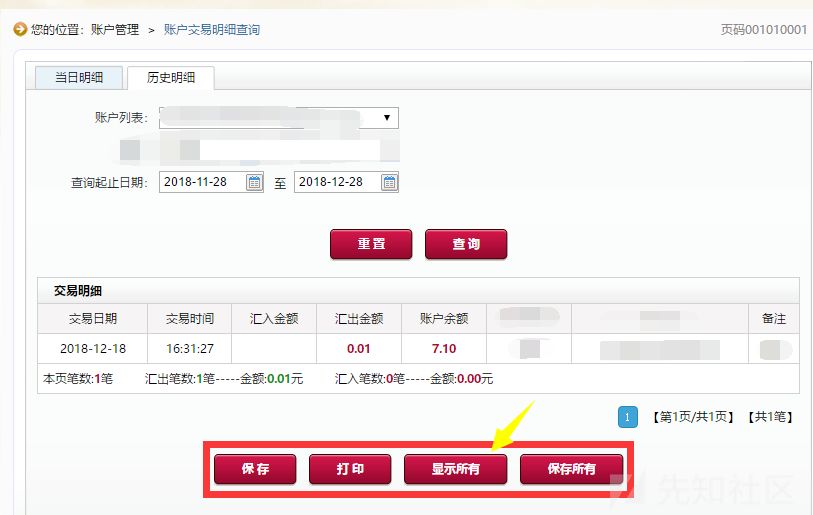 您的位置：账户管理 > 账户交易明细查询 页码001010001
当日明细 历史明细
账户列表：
查询起止日期： 2018-11-28 至 2018-12-28
重 置 查 询
交易明细
交易日期 交易时间 汇入金额 汇出金额 账户余额 备注
2018-12-18 16:31:27 0.01 7.10
本页笔数:1笔 汇出笔数:1笔-----金额:0.01元 汇入笔数:0笔-----金额:0.00元
1 【第1页/共1页】 【共1笔】
保 存 打 印 显示所有 保存所有
先知社区